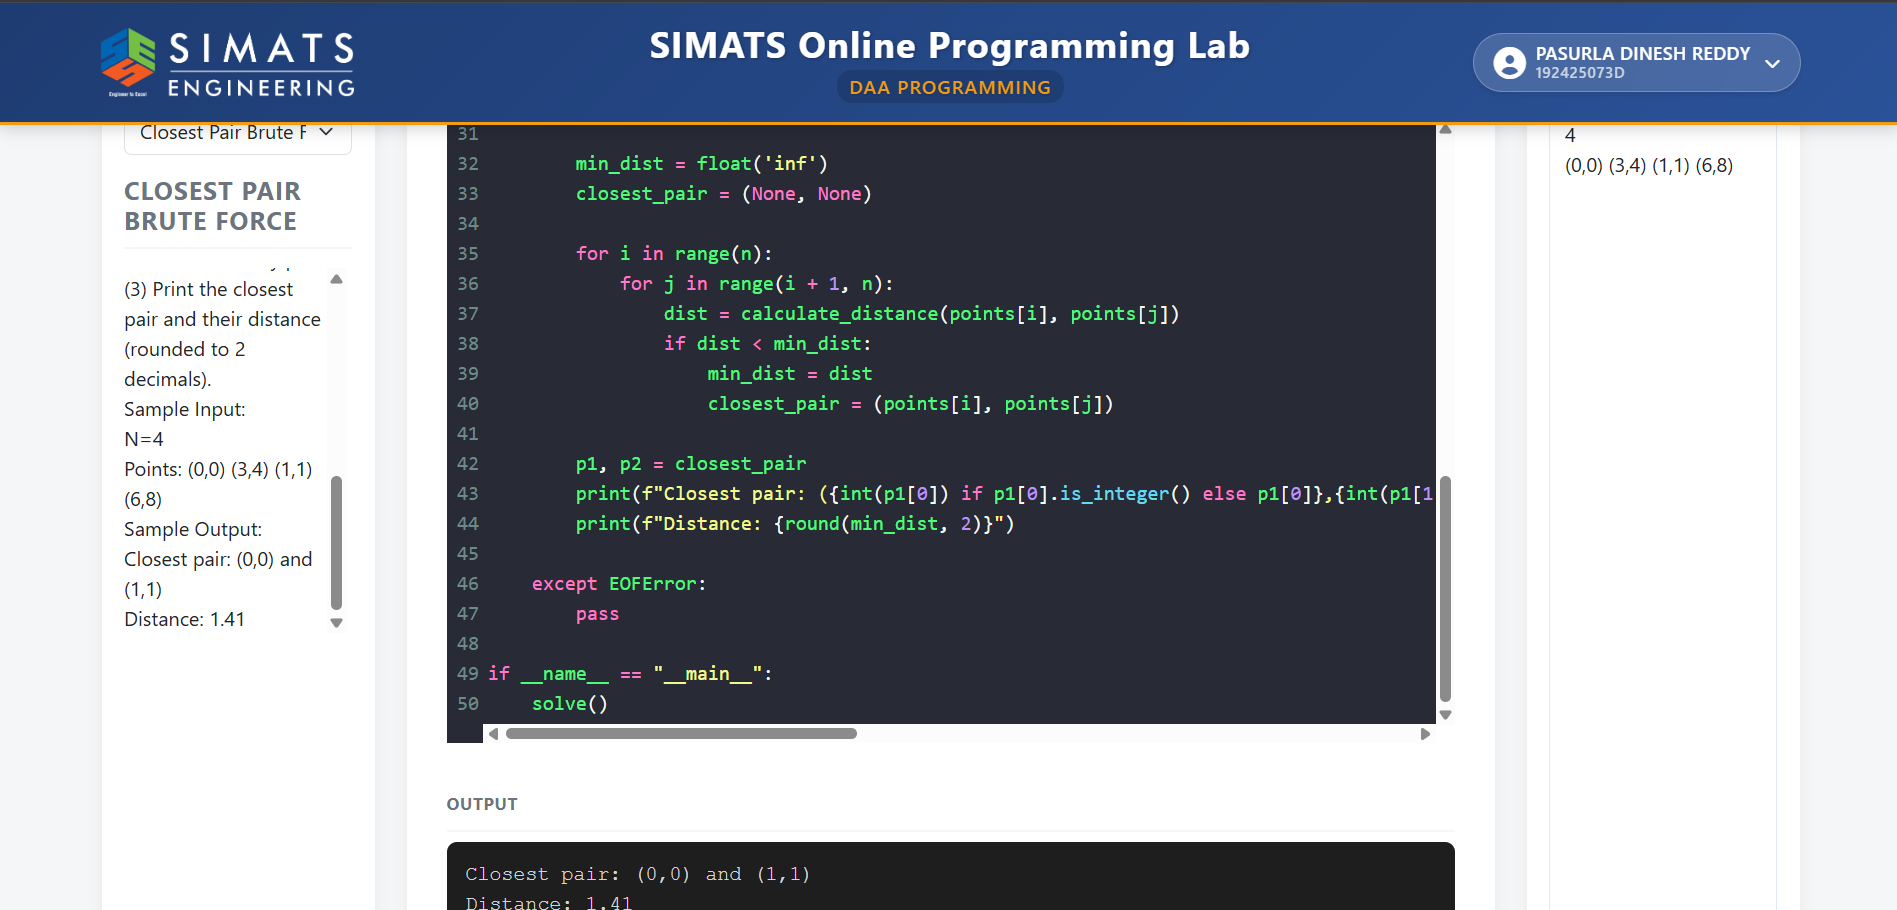 SIMATS
ENGINEERING
Engineer to Excel
SIMATS Online Programming Lab
DAA PROGRAMMING
PASURLA DINESH REDDY
192425073D
Closest Pair Brute F
CLOSEST PAIR
BRUTE FORCE
(3) Print the closest
pair and their distance
(rounded to 2
decimals).
Sample Input:
N=4
Points: (0,0) (3,4) (1,1)
(6,8)
Sample Output:
Closest pair: (0,0) and
(1,1)
Distance: 1.41
31
32 min_dist = float('inf')
33 closest_pair = (None, None)
34
35 for i in range(n):
36 for j in range(i + 1, n):
37 dist = calculate_distance(points[i], points[j])
38 if dist < min_dist:
39 min_dist = dist
40 closest_pair = (points[i], points[j])
41
42 p1, p2 = closest_pair
43 print(f"Closest pair: ({int(p1[0]) if p1[0].is_integer() else p1[0]},{int(p1[1
44 print(f"Distance: {round(min_dist, 2)}")
45
46 except EOFError:
47 pass
48
49 if __name__ == "__main__":
50 solve()
OUTPUT
Closest pair: (0,0) and (1,1)
Distance: 1.41
4
(0,0) (3,4) (1,1) (6,8)